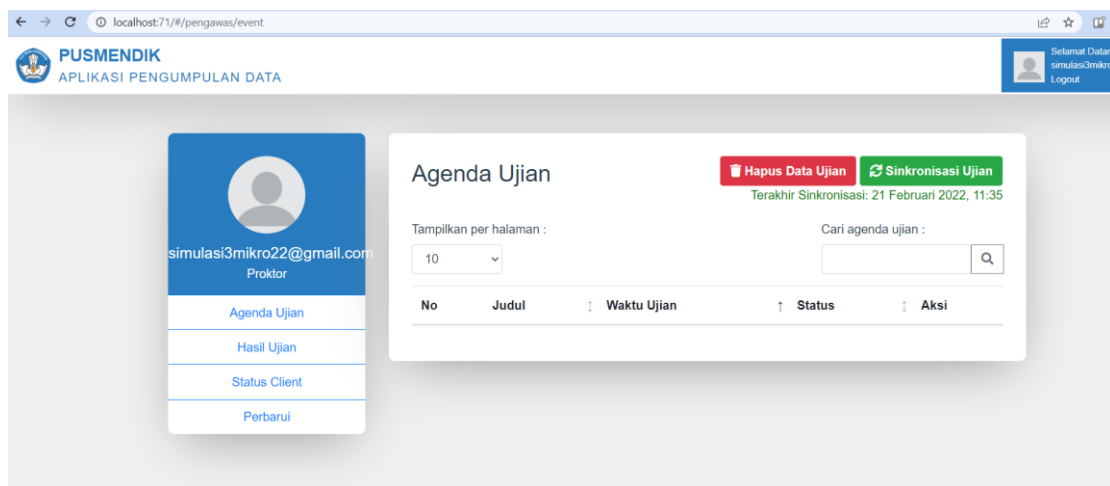 localhost:71/#/pengawas/event
PUSMENDIK
APLIKASI PENGUMPULAN DATA
Selamat
simulasi3mikro
Logout
simulasi3mikro22@gmail.com
Proktor
Agenda Ujian
Hasil Ujian
Status Client
Perbarui
Agenda Ujian
Hapus Data Ujian Sinkronisasi Ujian
Terakhir Sinkronisasi: 21 Februari 2022, 11:35
Tampilkan per halaman : Cari agenda ujian :
10
No Judul Waktu Ujian Status Aksi